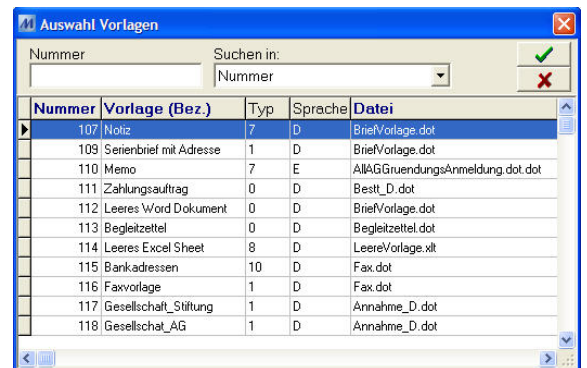 Auswahl Vorlagen
Nummer Suchen in:
Nummer
Nummer Vorlage (Bez.) Typ Sprache Datei
107 Notiz 7 D BriefVorlage.dot
109 Serienbrief mit Adresse 1 D BriefVorlage.dot
110 Memo 7 E AllAGGruendungsAnmeldung.dot.dot
111 Zahlungsauftrag 0 D Bestt_D.dot
112 Leeres Word Dokument 0 D BriefVorlage.dot
113 Begleitzettel 0 D Begleitzettel.dot
114 Leeres Excel Sheet 8 D LeereVorlage.xlt
115 Bankadressen 10 D Fax.dot
116 Faxvorlage 1 D Fax.dot
117 Gesellschaft_Stiftung 1 D Annahme_D.dot
118 Gesellschat_AG 1 D Annahme_D.dot